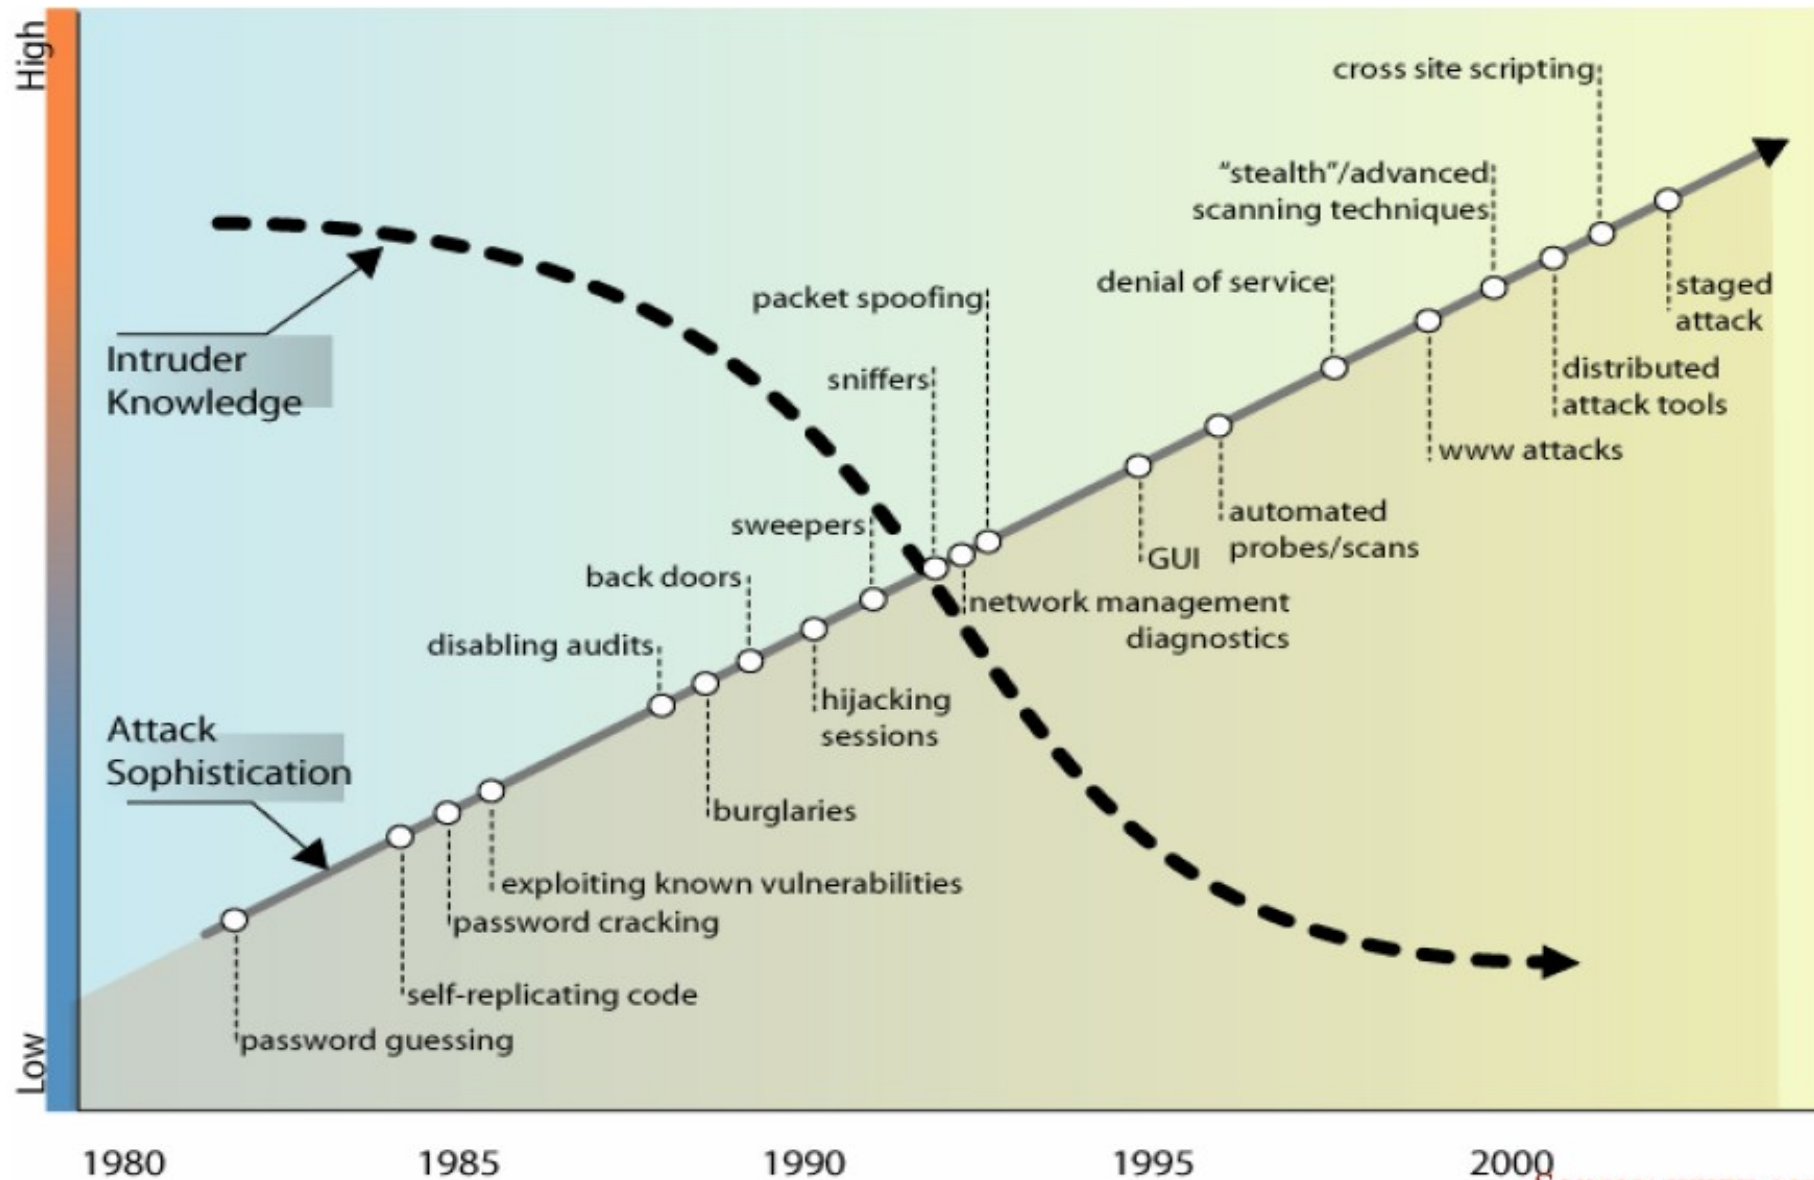 High
cross site scripting
"stealth"/advanced
scanning techniques
packet spoofing
denial of service
staged
attack
Intruder
Knowledge
sniffers
distributed
attack tools
www attacks
sweepers
automated
probes/scans
GUI
back doors
network management
diagnostics
disabling audits
hijacking
sessions
Attack
Sophistication
burglaries
exploiting known vulnerabilities
password cracking
self-replicating code
password guessing
Low
1980 1985 1990 1995 2000